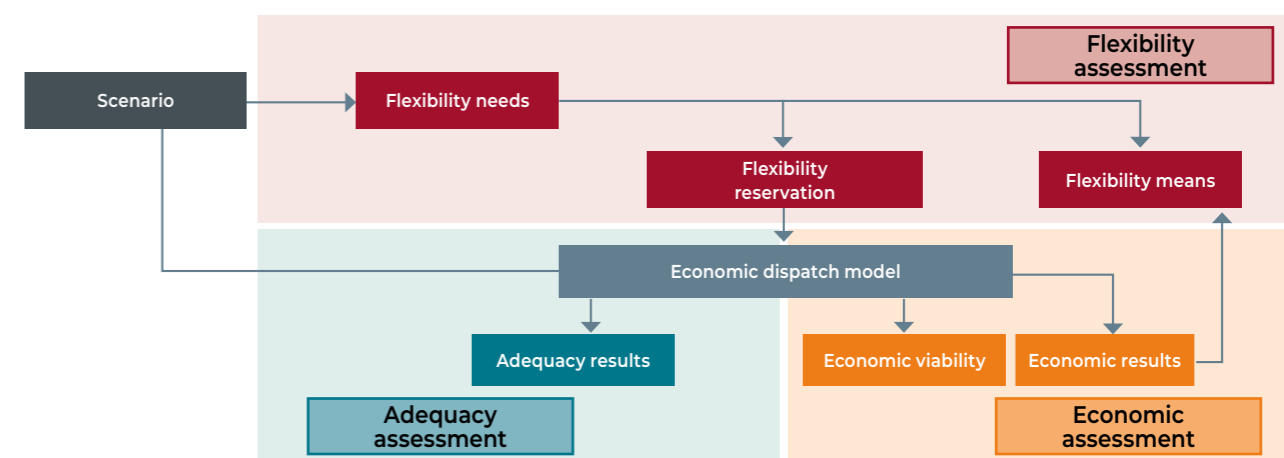 Flexibility
assessment
Scenario
Flexibility needs
Flexibility
reservation
Flexibility means
Economic dispatch model
Adequacy results
Economic viability
Economic results
Adequacy
assessment
Economic
assessment